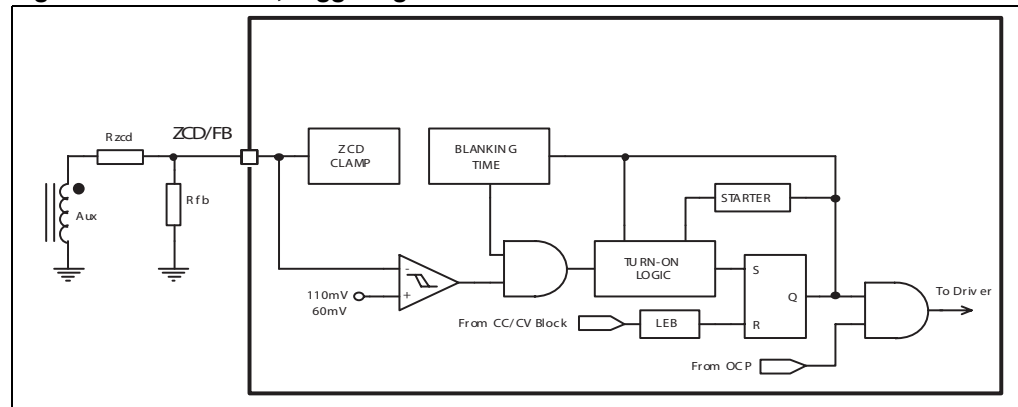 Rzcd
ZCD/FB
ZCD
CLAMP
BLANKING
TIME
STARTER
Aux
Rfb
TURN-ON
LOGIC
110mV
60mV
-
+
S
Q
R
To Driver
From CC/CV Block
LEB
From OCP